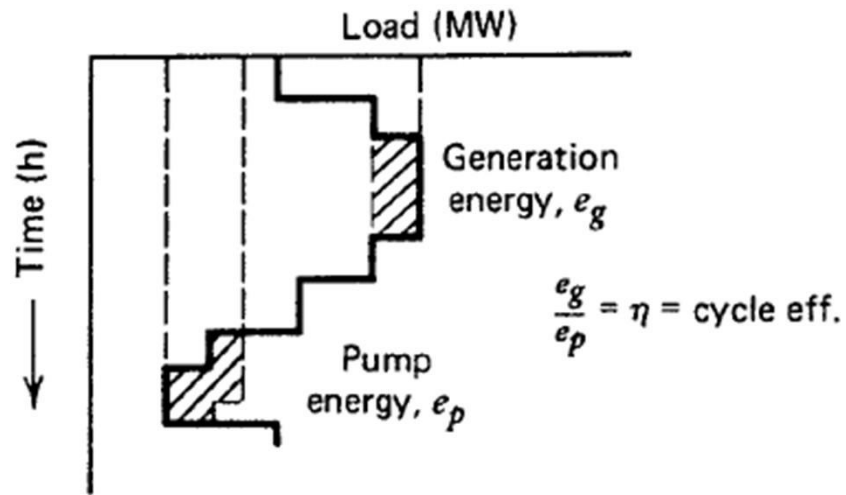 Load (MW)
Time (h)
Generation
energy, e_g
e_g/e_p = η = cycle eff.
Pump
energy, e_p